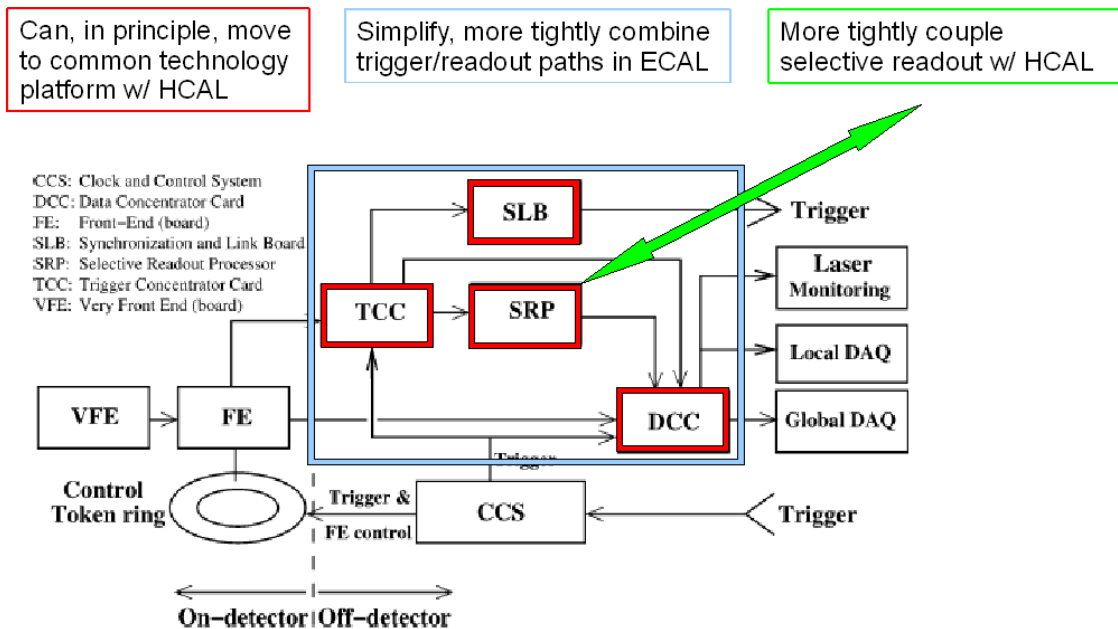 Can, in principle, move
to common technology
platform w/ HCAL
Simplify, more tightly combine
trigger/readout paths in ECAL
More tightly couple
selective readout w/ HCAL
CCS: Clock and Control System
DCC: Data Concentrator Card
FE: Front-End (board)
SLB: Synchronization and Link Board
SRP: Selective Readout Processor
TCC: Trigger Concentrator Card
VFE: Very Front End (board)
SLB
Trigger
TCC
SRP
Laser
Monitoring
Local DAQ
VFE
FE
DCC
Global DAQ
Trigger
Control
Token ring
Trigger &
FE control
CCS
Trigger
On-detector
Off-detector